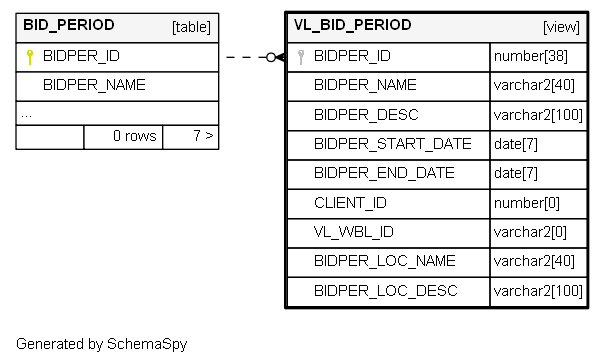 BID_PERIOD [table]
BIDPER_ID
BIDPER_NAME
...
0 rows 7 >
VL_BID_PERIOD [view]
BIDPER_ID number[38]
BIDPER_NAME varchar2[40]
BIDPER_DESC varchar2[100]
BIDPER_START_DATE date[7]
BIDPER_END_DATE date[7]
CLIENT_ID number[0]
VL_WBL_ID varchar2[0]
BIDPER_LOC_NAME varchar2[40]
BIDPER_LOC_DESC varchar2[100]
Generated by SchemaSpy